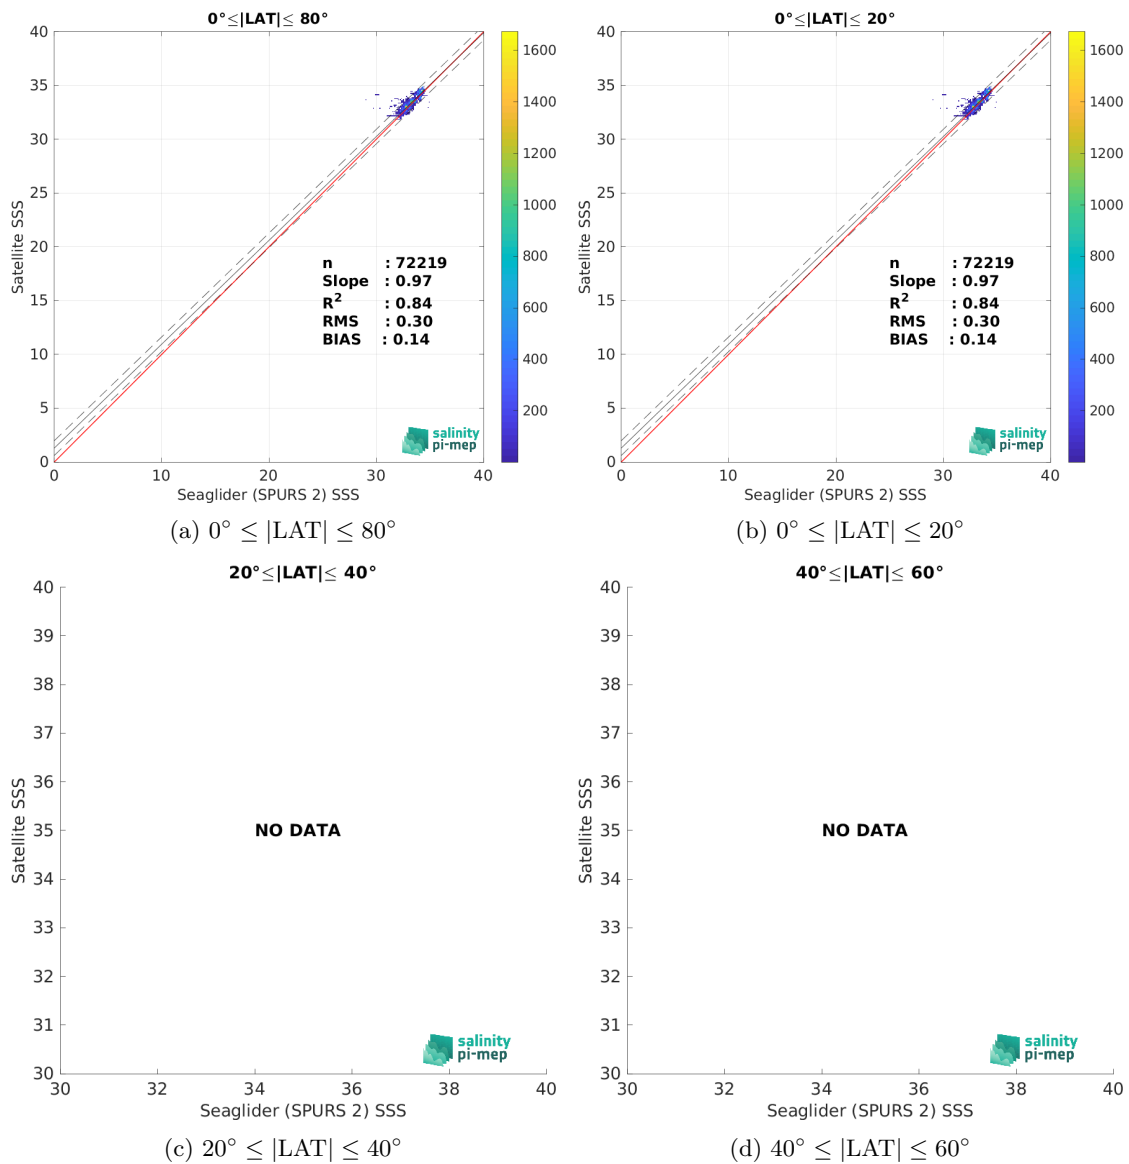 0°≤|LAT|≤ 80°
40
35
30
25
20
15
10
5
0
Satellite SSS
n : 72219
Slope : 0.97
R² : 0.84
RMS : 0.30
BIAS : 0.14
salinity
pi-mep
0 10 20 30 40
Seaglider (SPURS 2) SSS
1600
1400
1200
1000
800
600
400
200
(a) 0° ≤ |LAT| ≤ 80°
0°≤|LAT|≤ 20°
40
35
30
25
20
15
10
5
0
Satellite SSS
n : 72219
Slope : 0.97
R² : 0.84
RMS : 0.30
BIAS : 0.14
salinity
pi-mep
0 10 20 30 40
Seaglider (SPURS 2) SSS
1600
1400
1200
1000
800
600
400
200
(b) 0° ≤ |LAT| ≤ 20°
20°≤|LAT|≤ 40°
40
39
38
37
36
35
34
33
32
31
30
Satellite SSS
NO DATA
salinity
pi-mep
30 32 34 36 38 40
Seaglider (SPURS 2) SSS
(c) 20° ≤ |LAT| ≤ 40°
40°≤|LAT|≤ 60°
40
39
38
37
36
35
34
33
32
31
30
Satellite SSS
NO DATA
salinity
pi-mep
30 32 34 36 38 40
Seaglider (SPURS 2) SSS
(d) 40° ≤ |LAT| ≤ 60°